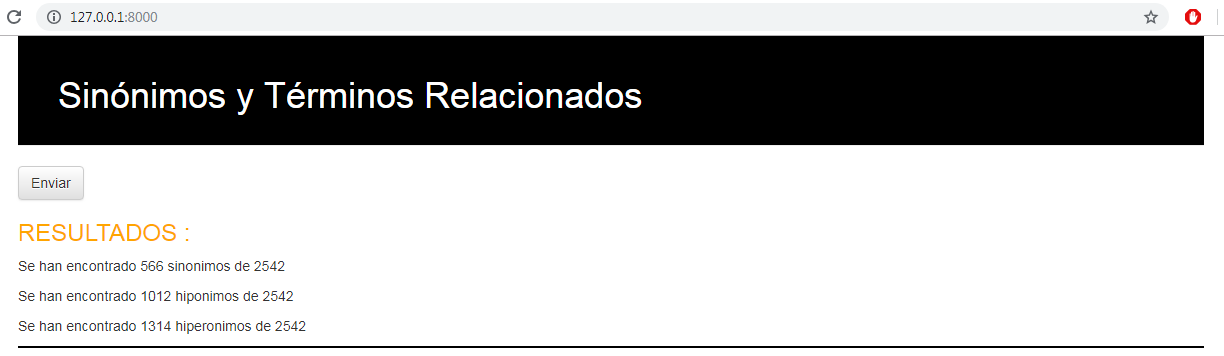 127.0.0.1:8000
Sinónimos y Términos Relacionados
Enviar
RESULTADOS :
Se han encontrado 566 sinonimos de 2542
Se han encontrado 1012 hiponimos de 2542
Se han encontrado 1314 hiperonimos de 2542